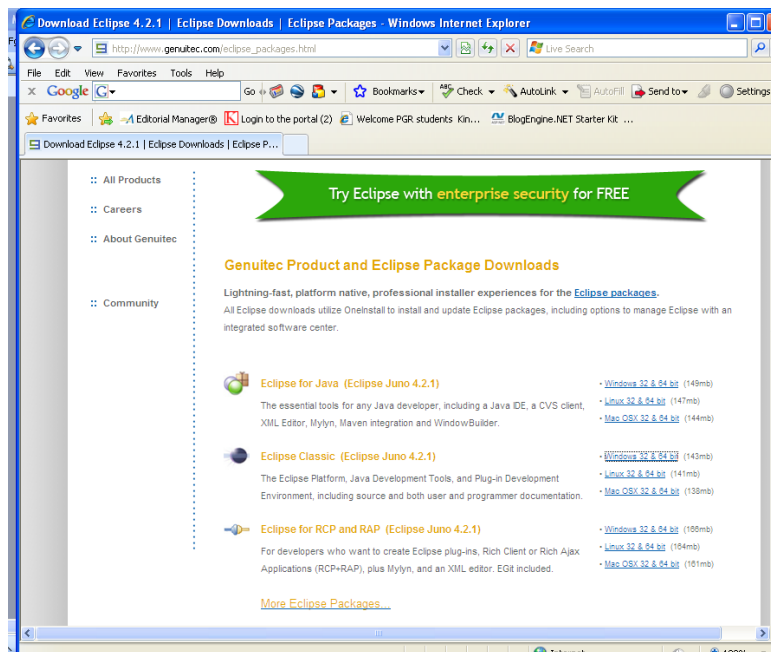 Download Eclipse 4.2.1 | Eclipse Downloads | Eclipse Packages - Windows Internet Explorer
http://www.genuitec.com/eclipse_packages.html
Live Search
File Edit View Favorites Tools Help
x Google G Go Bookmarks Check AutoLink AutoFill Send to Settings
Favorites Editorial Manager® Login to the portal (2) Welcome PGR students Kin... BlogEngine.NET Starter Kit ...
Download Eclipse 4.2.1 | Eclipse Downloads | Eclipse P...
:: All Products
:: Careers
:: About Genuitec
:: Community
Try Eclipse with enterprise security for FREE
Genuitec Product and Eclipse Package Downloads
Lightning-fast, platform native, professional installer experiences for the Eclipse packages.
All Eclipse downloads utilize OneInstall to install and update Eclipse packages, including options to manage Eclipse with an
integrated software center.
Eclipse for Java (Eclipse Juno 4.2.1)
The essential tools for any Java developer, including a Java IDE, a CVS client,
XML Editor, Mylyn, Maven integration and WindowBuilder.
• Windows 32 & 64 bit (149mb)
• Linux 32 & 64 bit (147mb)
• Mac OSX 32 & 64 bit (144mb)
Eclipse Classic (Eclipse Juno 4.2.1)
The Eclipse Platform, Java Development Tools, and Plug-in Development
Environment, including source and both user and programmer documentation.
• Windows 32 & 64 bit (143mb)
• Linux 32 & 64 bit (141mb)
• Mac OSX 32 & 64 bit (138mb)
Eclipse for RCP and RAP (Eclipse Juno 4.2.1)
For developers who want to create Eclipse plug-ins, Rich Client or Rich Ajax
Applications (RCP+RAP), plus Mylyn, and an XML editor. EGit included.
• Windows 32 & 64 bit (166mb)
• Linux 32 & 64 bit (164mb)
• Mac OSX 32 & 64 bit (161mb)
More Eclipse Packages...